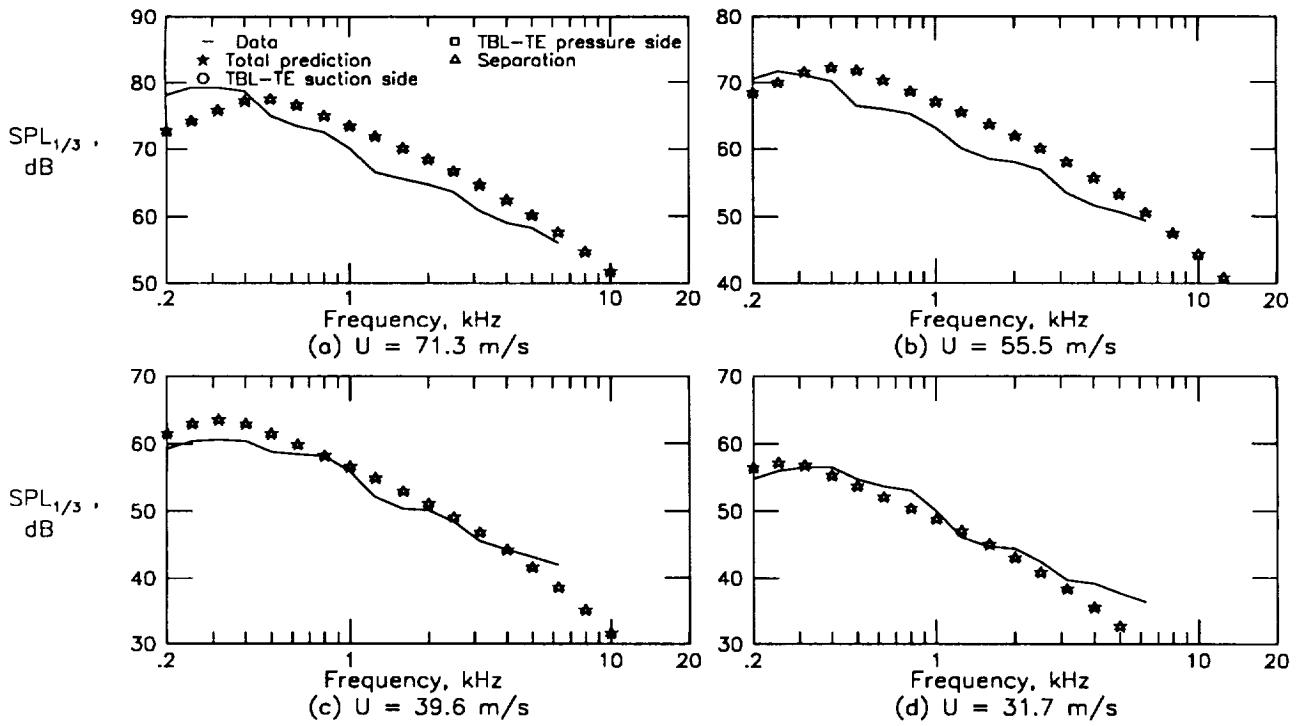 90
80
70
60
50
SPL1/3 ,
dB
— Data
★ Total prediction
○ TBL-TE suction side
□ TBL-TE pressure side
△ Separation
.2 1 10 20
Frequency, kHz
(a) U = 71.3 m/s
80
70
60
50
40
.2 1 10 20
Frequency, kHz
(b) U = 55.5 m/s
70
60
50
40
30
SPL1/3 ,
dB
.2 1 10 20
Frequency, kHz
(c) U = 39.6 m/s
70
60
50
40
30
.2 1 10 20
Frequency, kHz
(d) U = 31.7 m/s